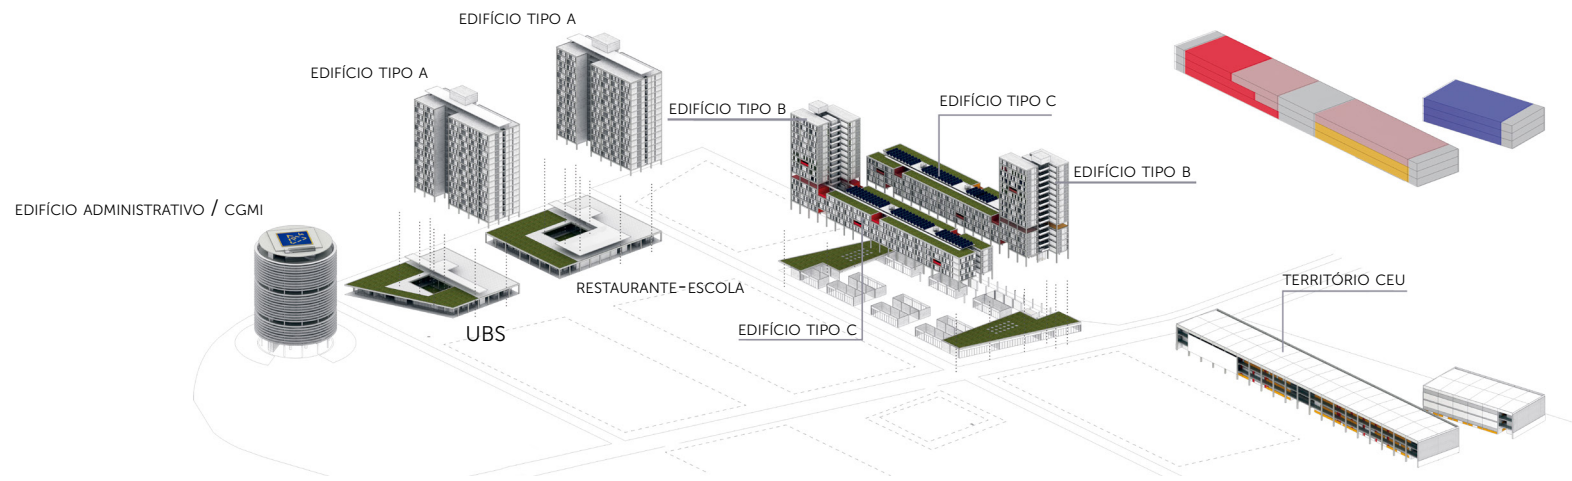 EDIFÍCIO TIPO A
EDIFÍCIO TIPO A
EDIFÍCIO TIPO B
EDIFÍCIO TIPO C
EDIFÍCIO TIPO B
EDIFÍCIO ADMINISTRATIVO / CGMI
RESTAURANTE-ESCOLA
TERRITÓRIO CEU
UBS
EDIFÍCIO TIPO C